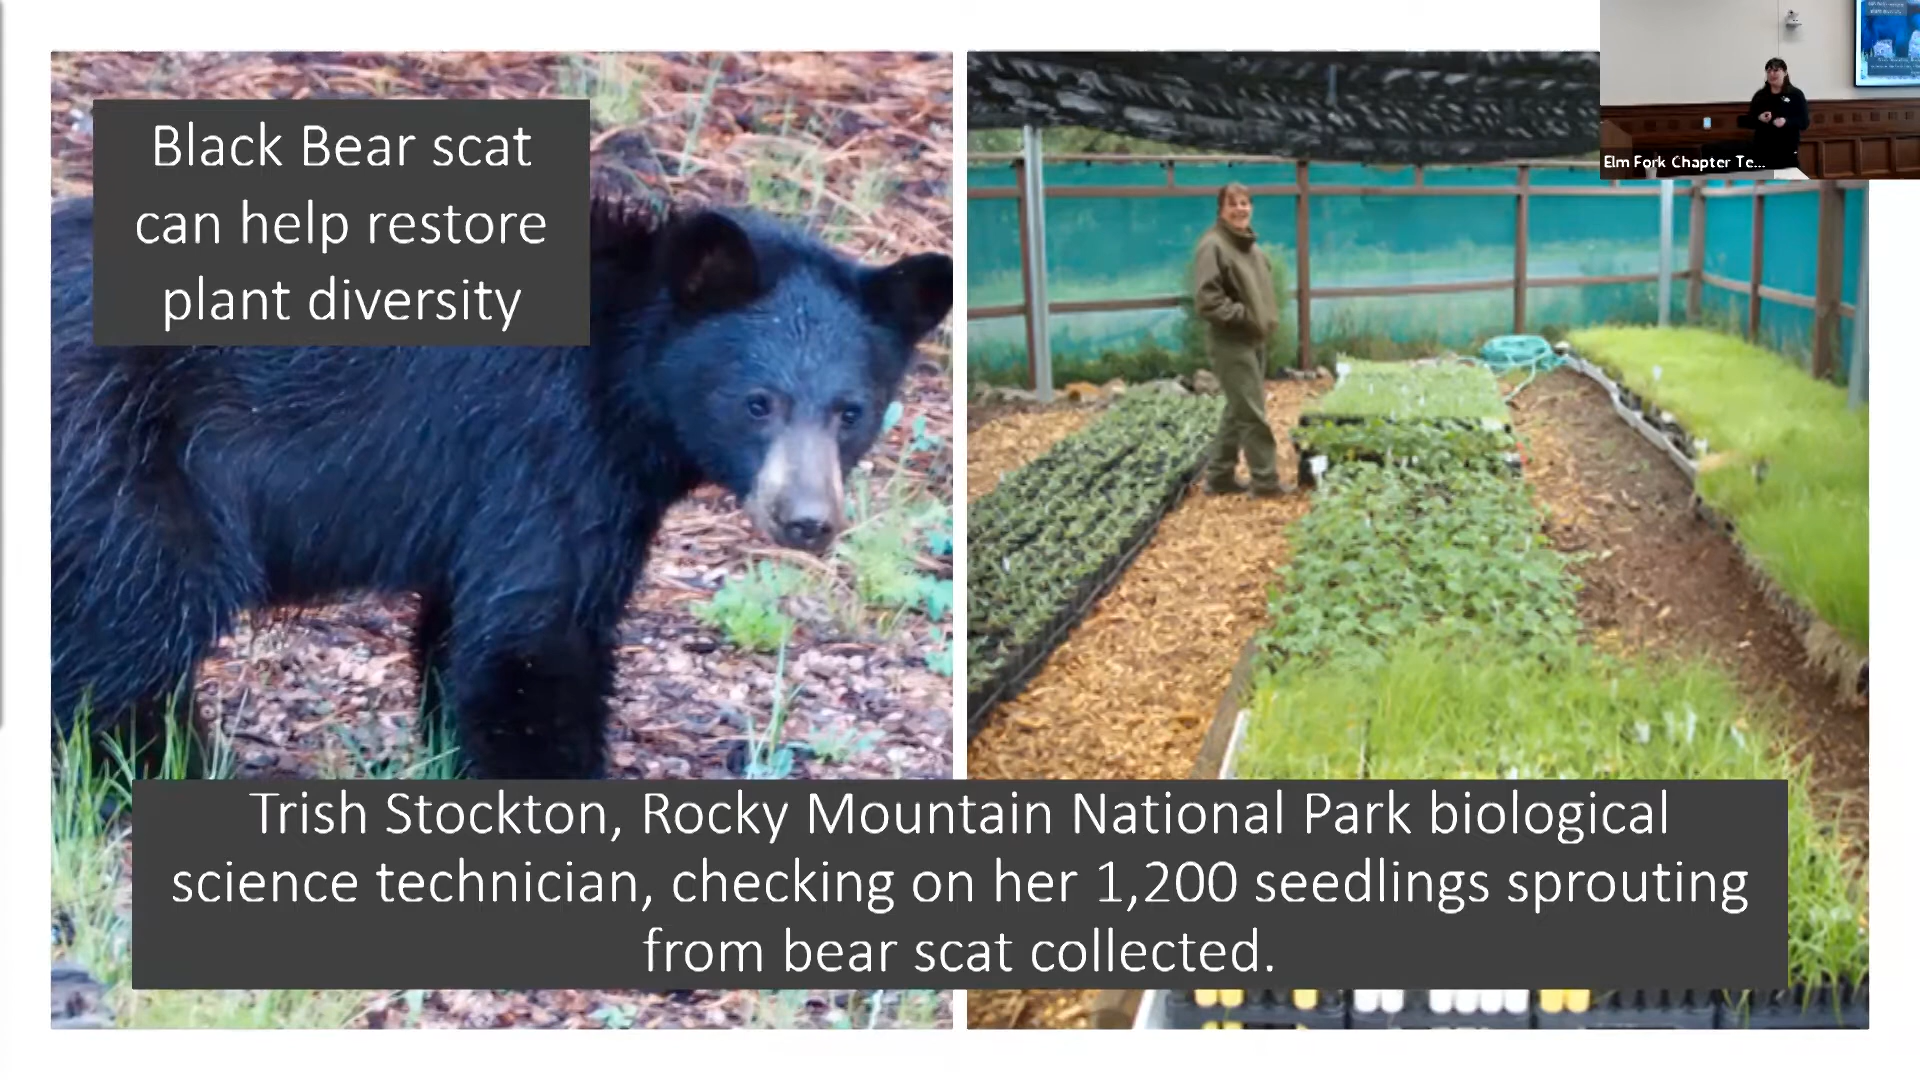 Black Bear scat
can help restore
plant diversity
Elm Fork Chapter Te...
Trish Stockton, Rocky Mountain National Park biological
science technician, checking on her 1,200 seedlings sprouting
from bear scat collected.